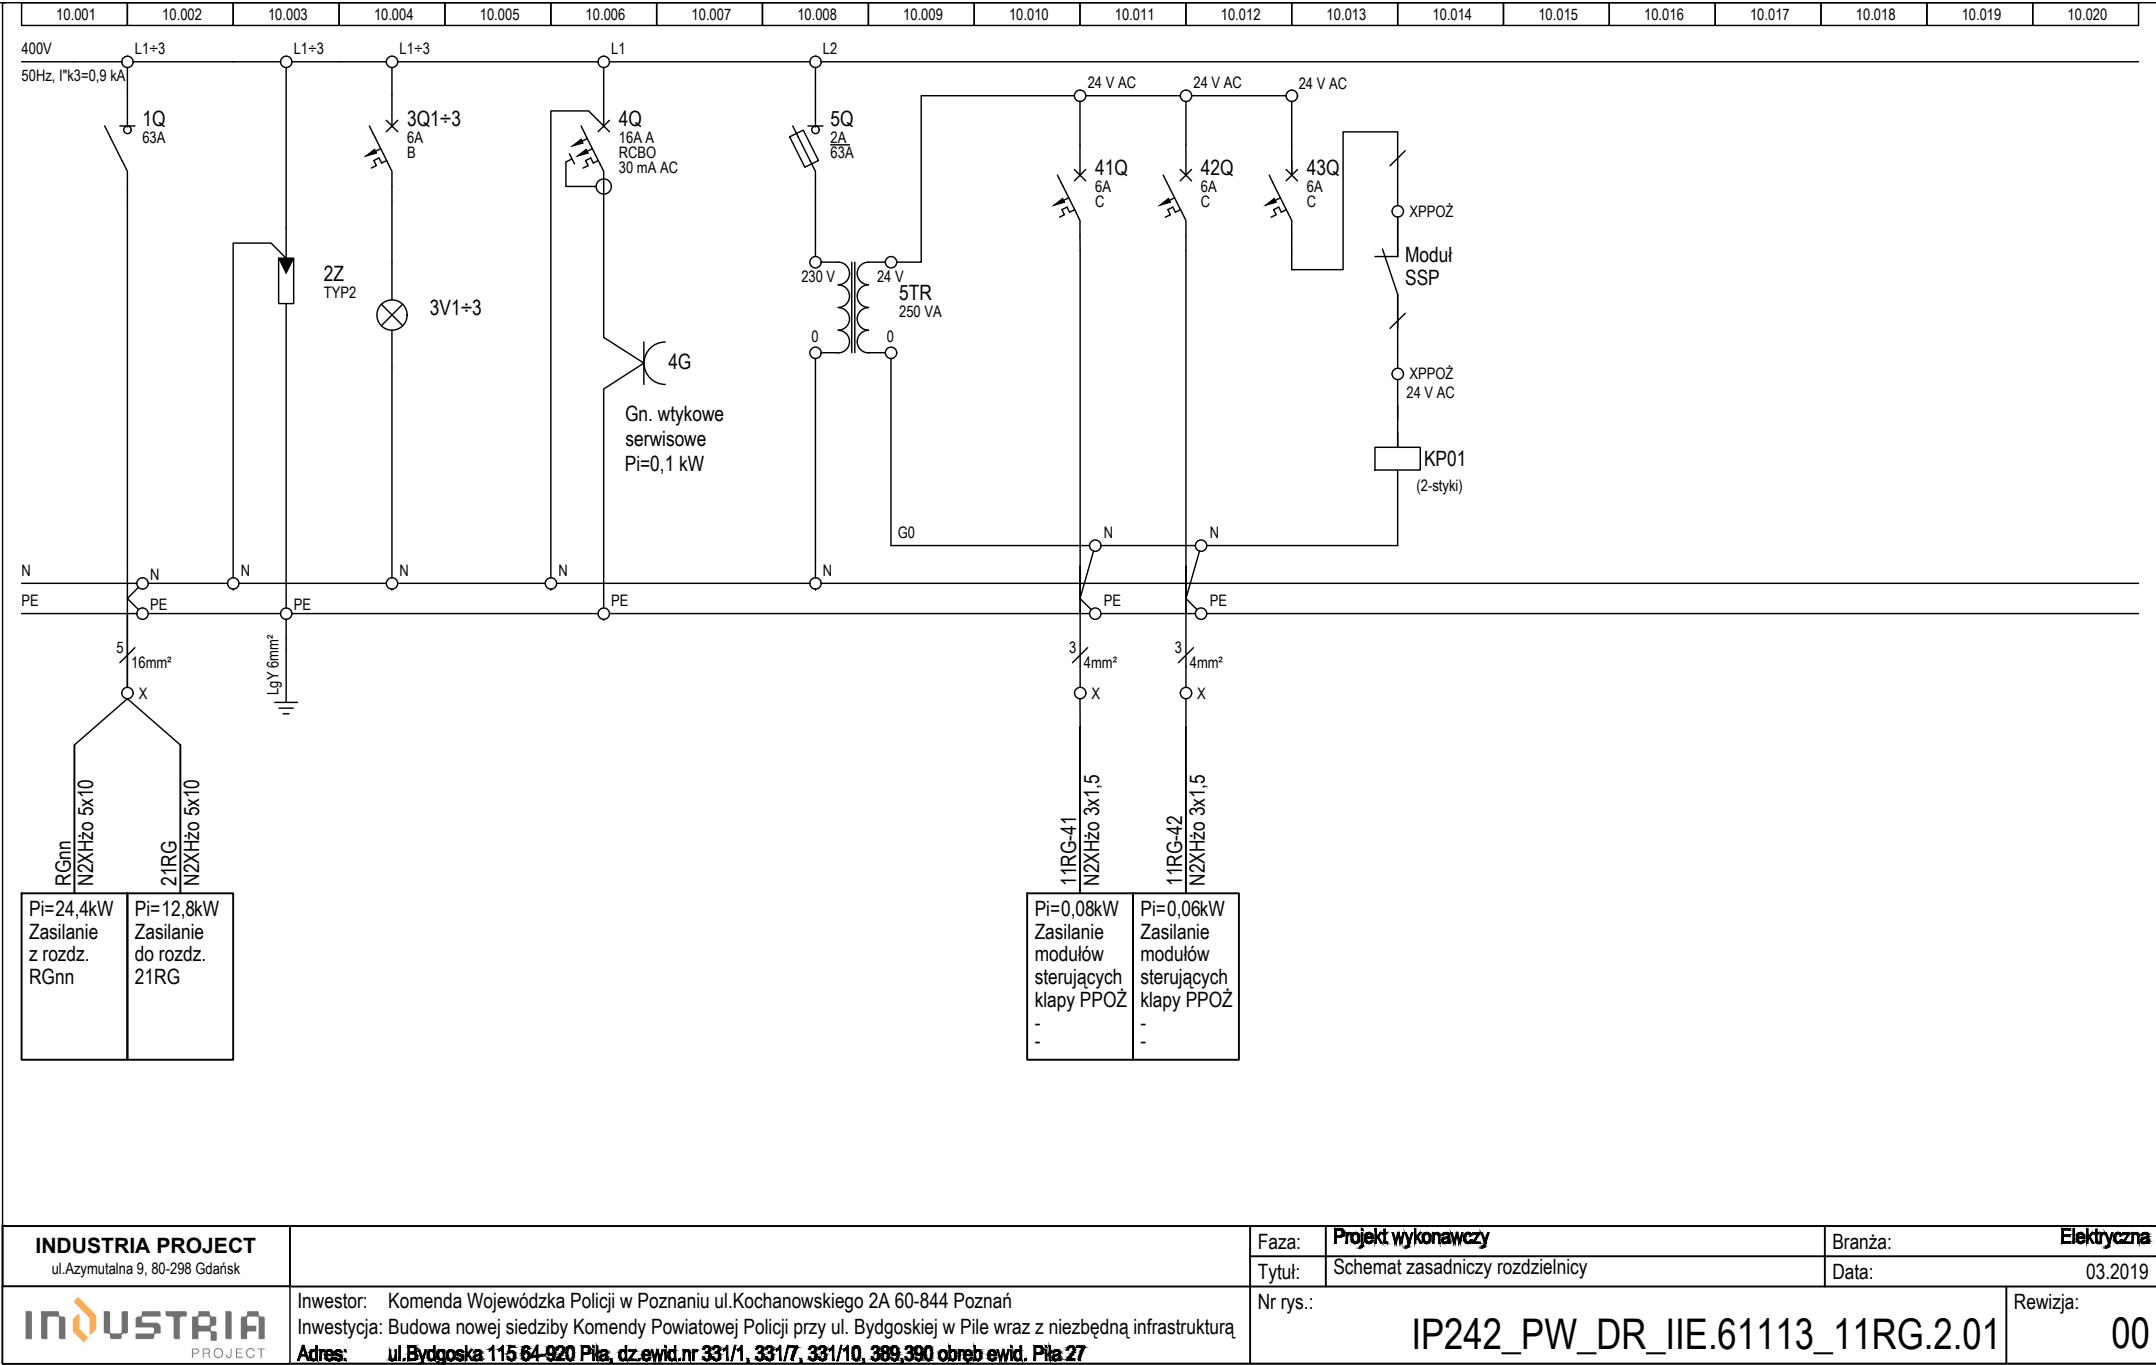 10.001 10.002 10.003 10.004 10.005 10.006 10.007 10.008 10.009 10.010 10.011 10.012 10.013 10.014 10.015 10.016 10.017 10.018 10.019 10.020
400V L1÷3 L1÷3 L1÷3 L1 L2
50Hz, I"k3=0,9 kA
24 V AC 24 V AC 24 V AC
1Q
63A
3Q1÷3
6A
B
4Q
16A A
RCBO
30 mA AC
5Q
2A
63A
41Q
6A
C
42Q
6A
C
43Q
6A
C
XPPOŻ
Moduł
SSP
2Z
TYP2
3V1÷3
230 V 24 V
5TR
250 VA
0 0
4G
Gn. wtykowe
serwisowe
Pi=0,1 kW
XPPOŻ
24 V AC
KP01
(2-styki)
G0 N N
N N N N N N
PE PE PE PE PE PE
5 16mm²
X
LgY 6mm²
3 4mm²
X
3 4mm²
X
RGnn
N2XHżo 5x10
21RG
N2XHżo 5x10
11RG-41
N2XHżo 3x1,5
11RG-42
N2XHżo 3x1,5
Pi=24,4kW
Zasilanie
z rozdz.
RGnn
Pi=12,8kW
Zasilanie
do rozdz.
21RG
Pi=0,08kW
Zasilanie
modułów
sterujących
klapy PPOŻ
-
-
Pi=0,06kW
Zasilanie
modułów
sterujących
klapy PPOŻ
-
-
INDUSTRIA PROJECT
ul.Azymutalna 9, 80-298 Gdańsk
INDUSTRIA
PROJECT
Inwestor: Komenda Wojewódzka Policji w Poznaniu ul.Kochanowskiego 2A 60-844 Poznań
Inwestycja: Budowa nowej siedziby Komendy Powiatowej Policji przy ul. Bydgoskiej w Pile wraz z niezbędną infrastrukturą
Adres: ul.Bydgoska 115 64-920 Piła, dz.ewid.nr 331/1, 331/7, 331/10, 389,390 obręb ewid. Piła 27
Faza: Projekt wykonawczy
Branża: Elektryczna
Tytuł: Schemat zasadniczy rozdzielnicy
Data: 03.2019
Nr rys.: IP242_PW_DR_IIE.61113_11RG.2.01
Rewizja: 00